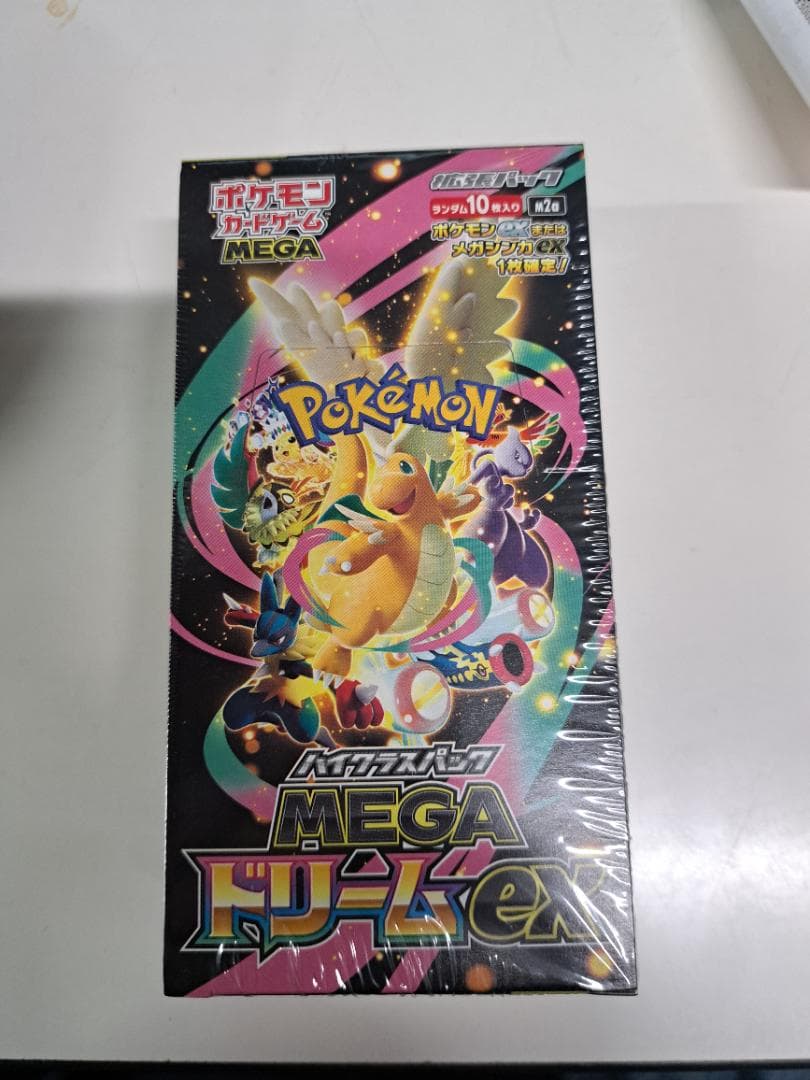 ポケモン
カードゲーム
MEGA
拡張パック
ランダム10枚入り M2a
ポケモンexまたは
メガシンカex
1枚確定!
POKéMON
TM
ハイクラスパック
MEGA
ドリームex